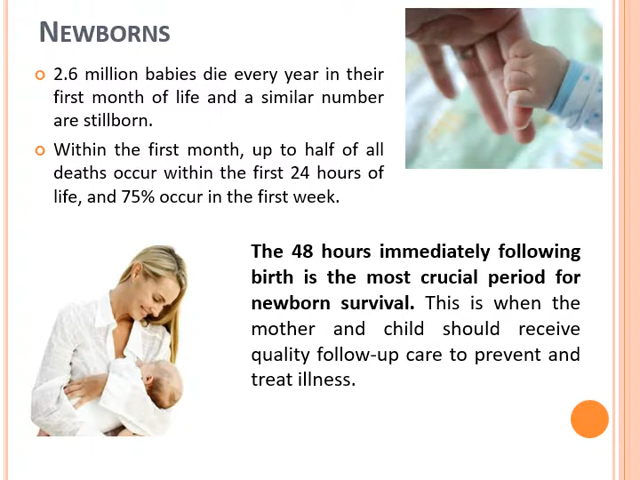 NEWBORNS
2.6 million babies die every year in their
first month of life and a similar number
are stillborn.
Within the first month, up to half of all
deaths occur within the first 24 hours of
life, and 75% occur in the first week.
The 48 hours immediately following
birth is the most crucial period for
newborn survival. This is when the
mother and child should receive
quality follow-up care to prevent and
treat illness.